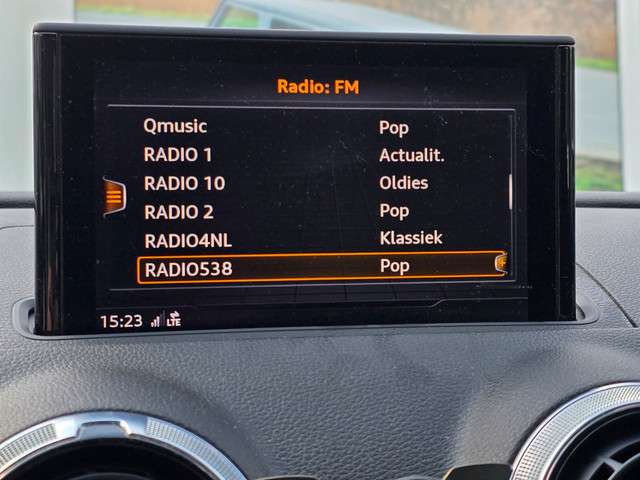 Radio: FM
Qmusic Pop
RADIO 1 Actualit.
RADIO 10 Oldies
RADIO 2 Pop
RADIO4NL Klassiek
RADIO538 Pop
15:23 LTE